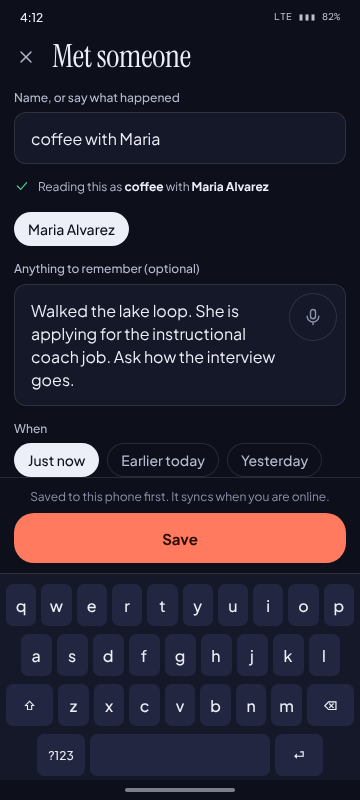 4:12
LTE 82%
Met someone
Name, or say what happened
coffee with Maria
Reading this as coffee with Maria Alvarez
Maria Alvarez
Anything to remember (optional)
Walked the lake loop. She is
applying for the instructional
coach job. Ask how the interview
goes.
When
Just now Earlier today Yesterday
Saved to this phone first. It syncs when you are online.
Save
q w e r t y u i o p
a s d f g h j k l
z x c v b n m
?123